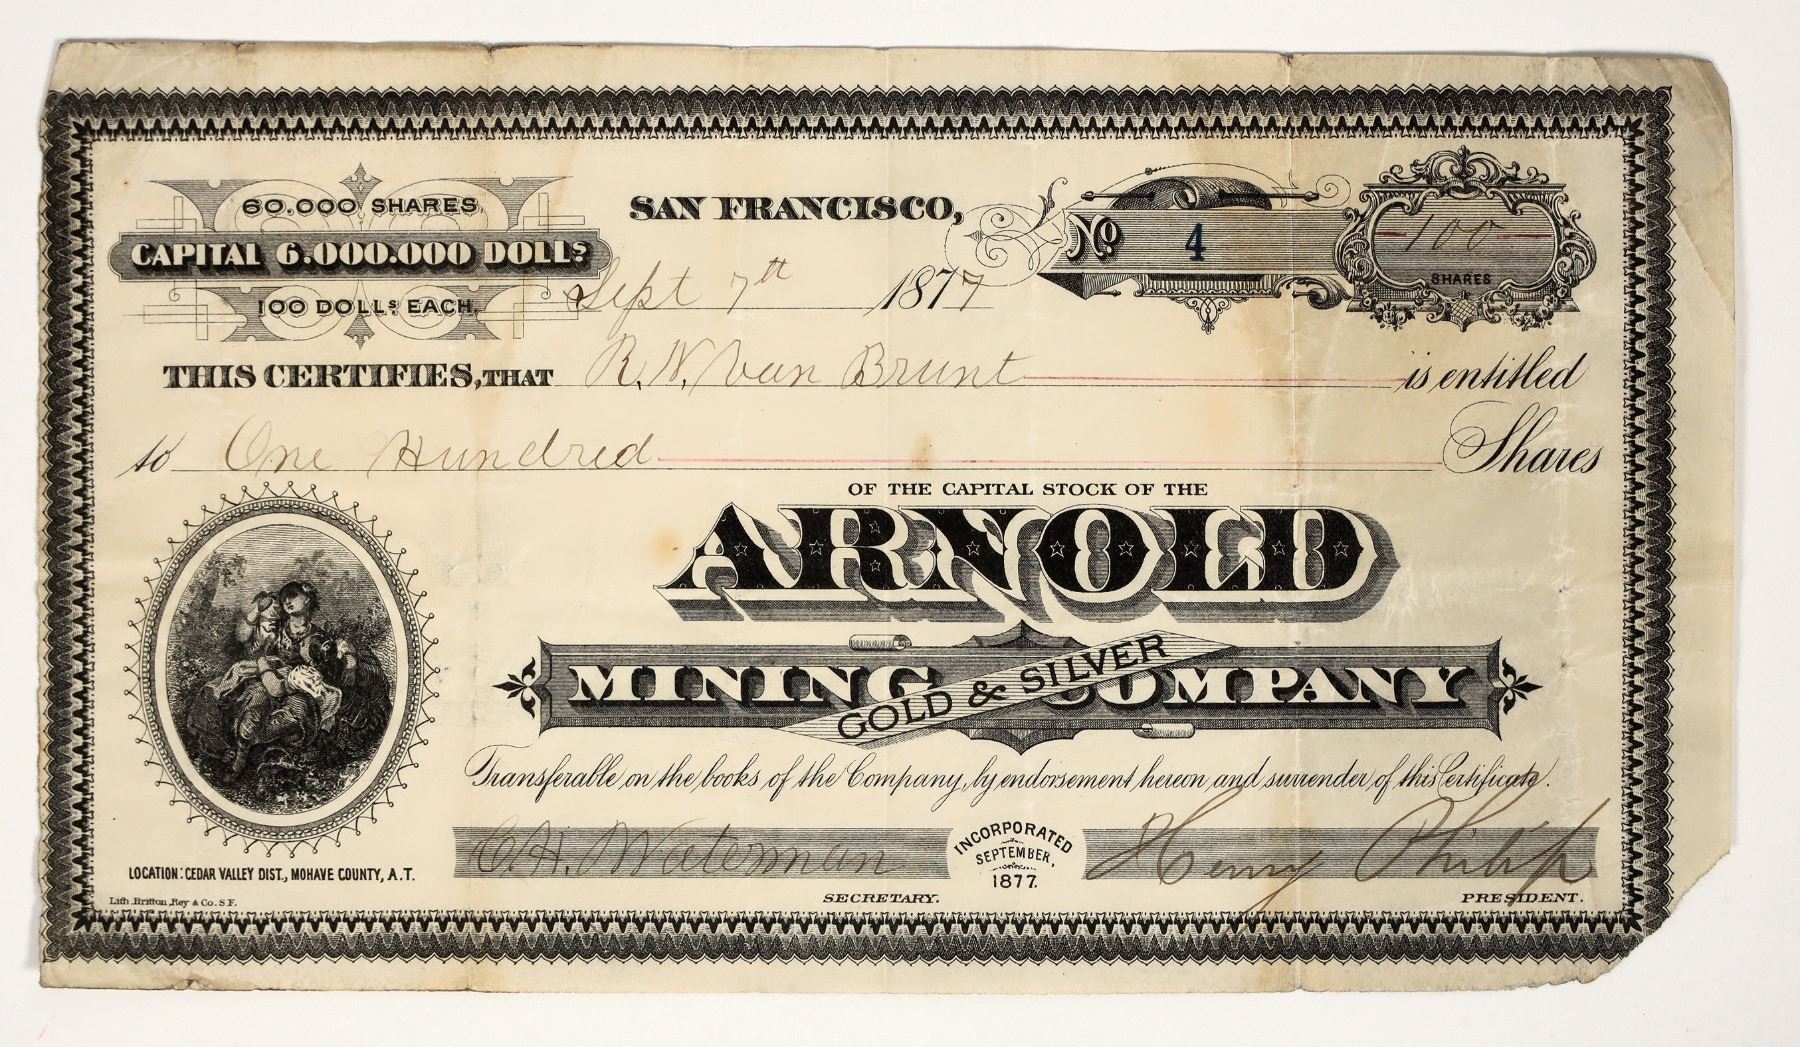 60.000 SHARES,
CAPITAL 6.000.000 DOLLS
100 DOLLS EACH,
SAN FRANCISCO,
Sept 7th 1877
No 4
100
SHARES
THIS CERTIFIES, THAT R. N. Van Brunt is entitled
to One Hundred Shares
OF THE CAPITAL STOCK OF THE
ARNOLD
GOLD & SILVER
MINING COMPANY
Transferable on the books of the Company, by endorsement hereon and surrender of this Certificate.
C. H. Waterman
SECRETARY.
INCORPORATED
SEPTEMBER,
1877.
Henry Philip
PRESIDENT.
LOCATION: CEDAR VALLEY DIST., MOHAVE COUNTY, A.T.
Lith. Britton, Rey & Co. S F.